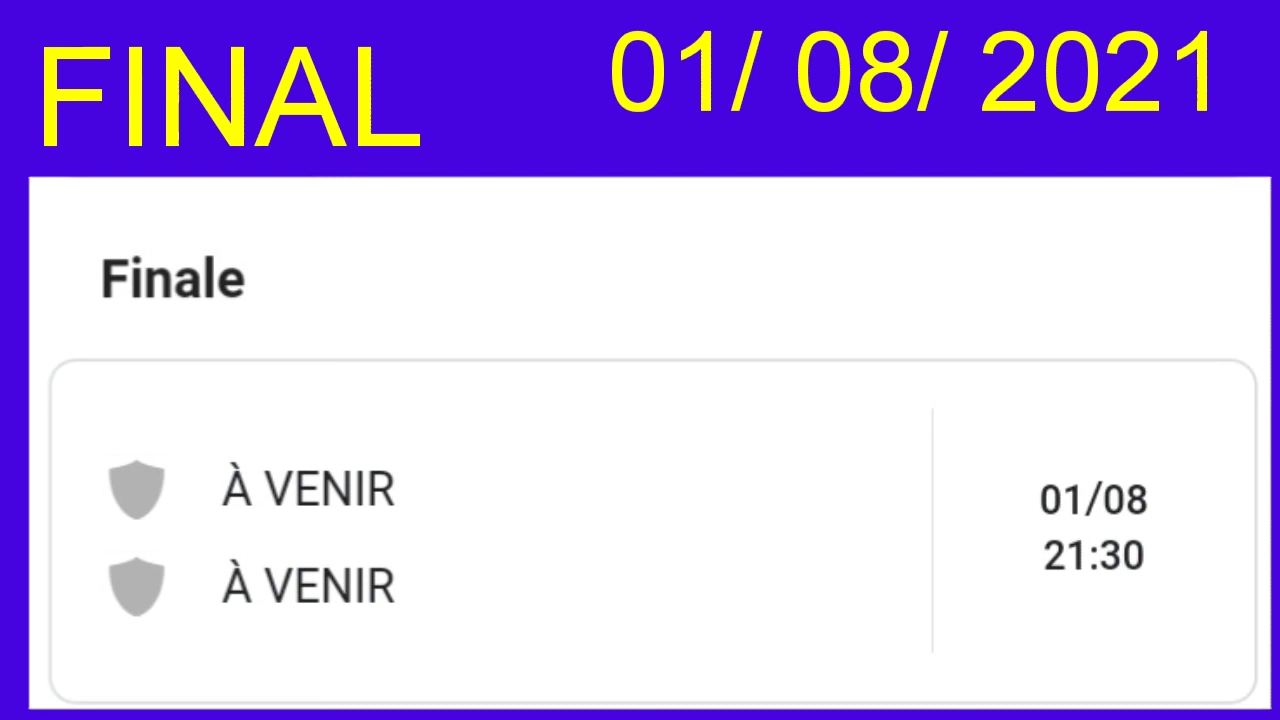 FINAL 01/ 08/ 2021
Finale
À VENIR
À VENIR
01/08
21:30